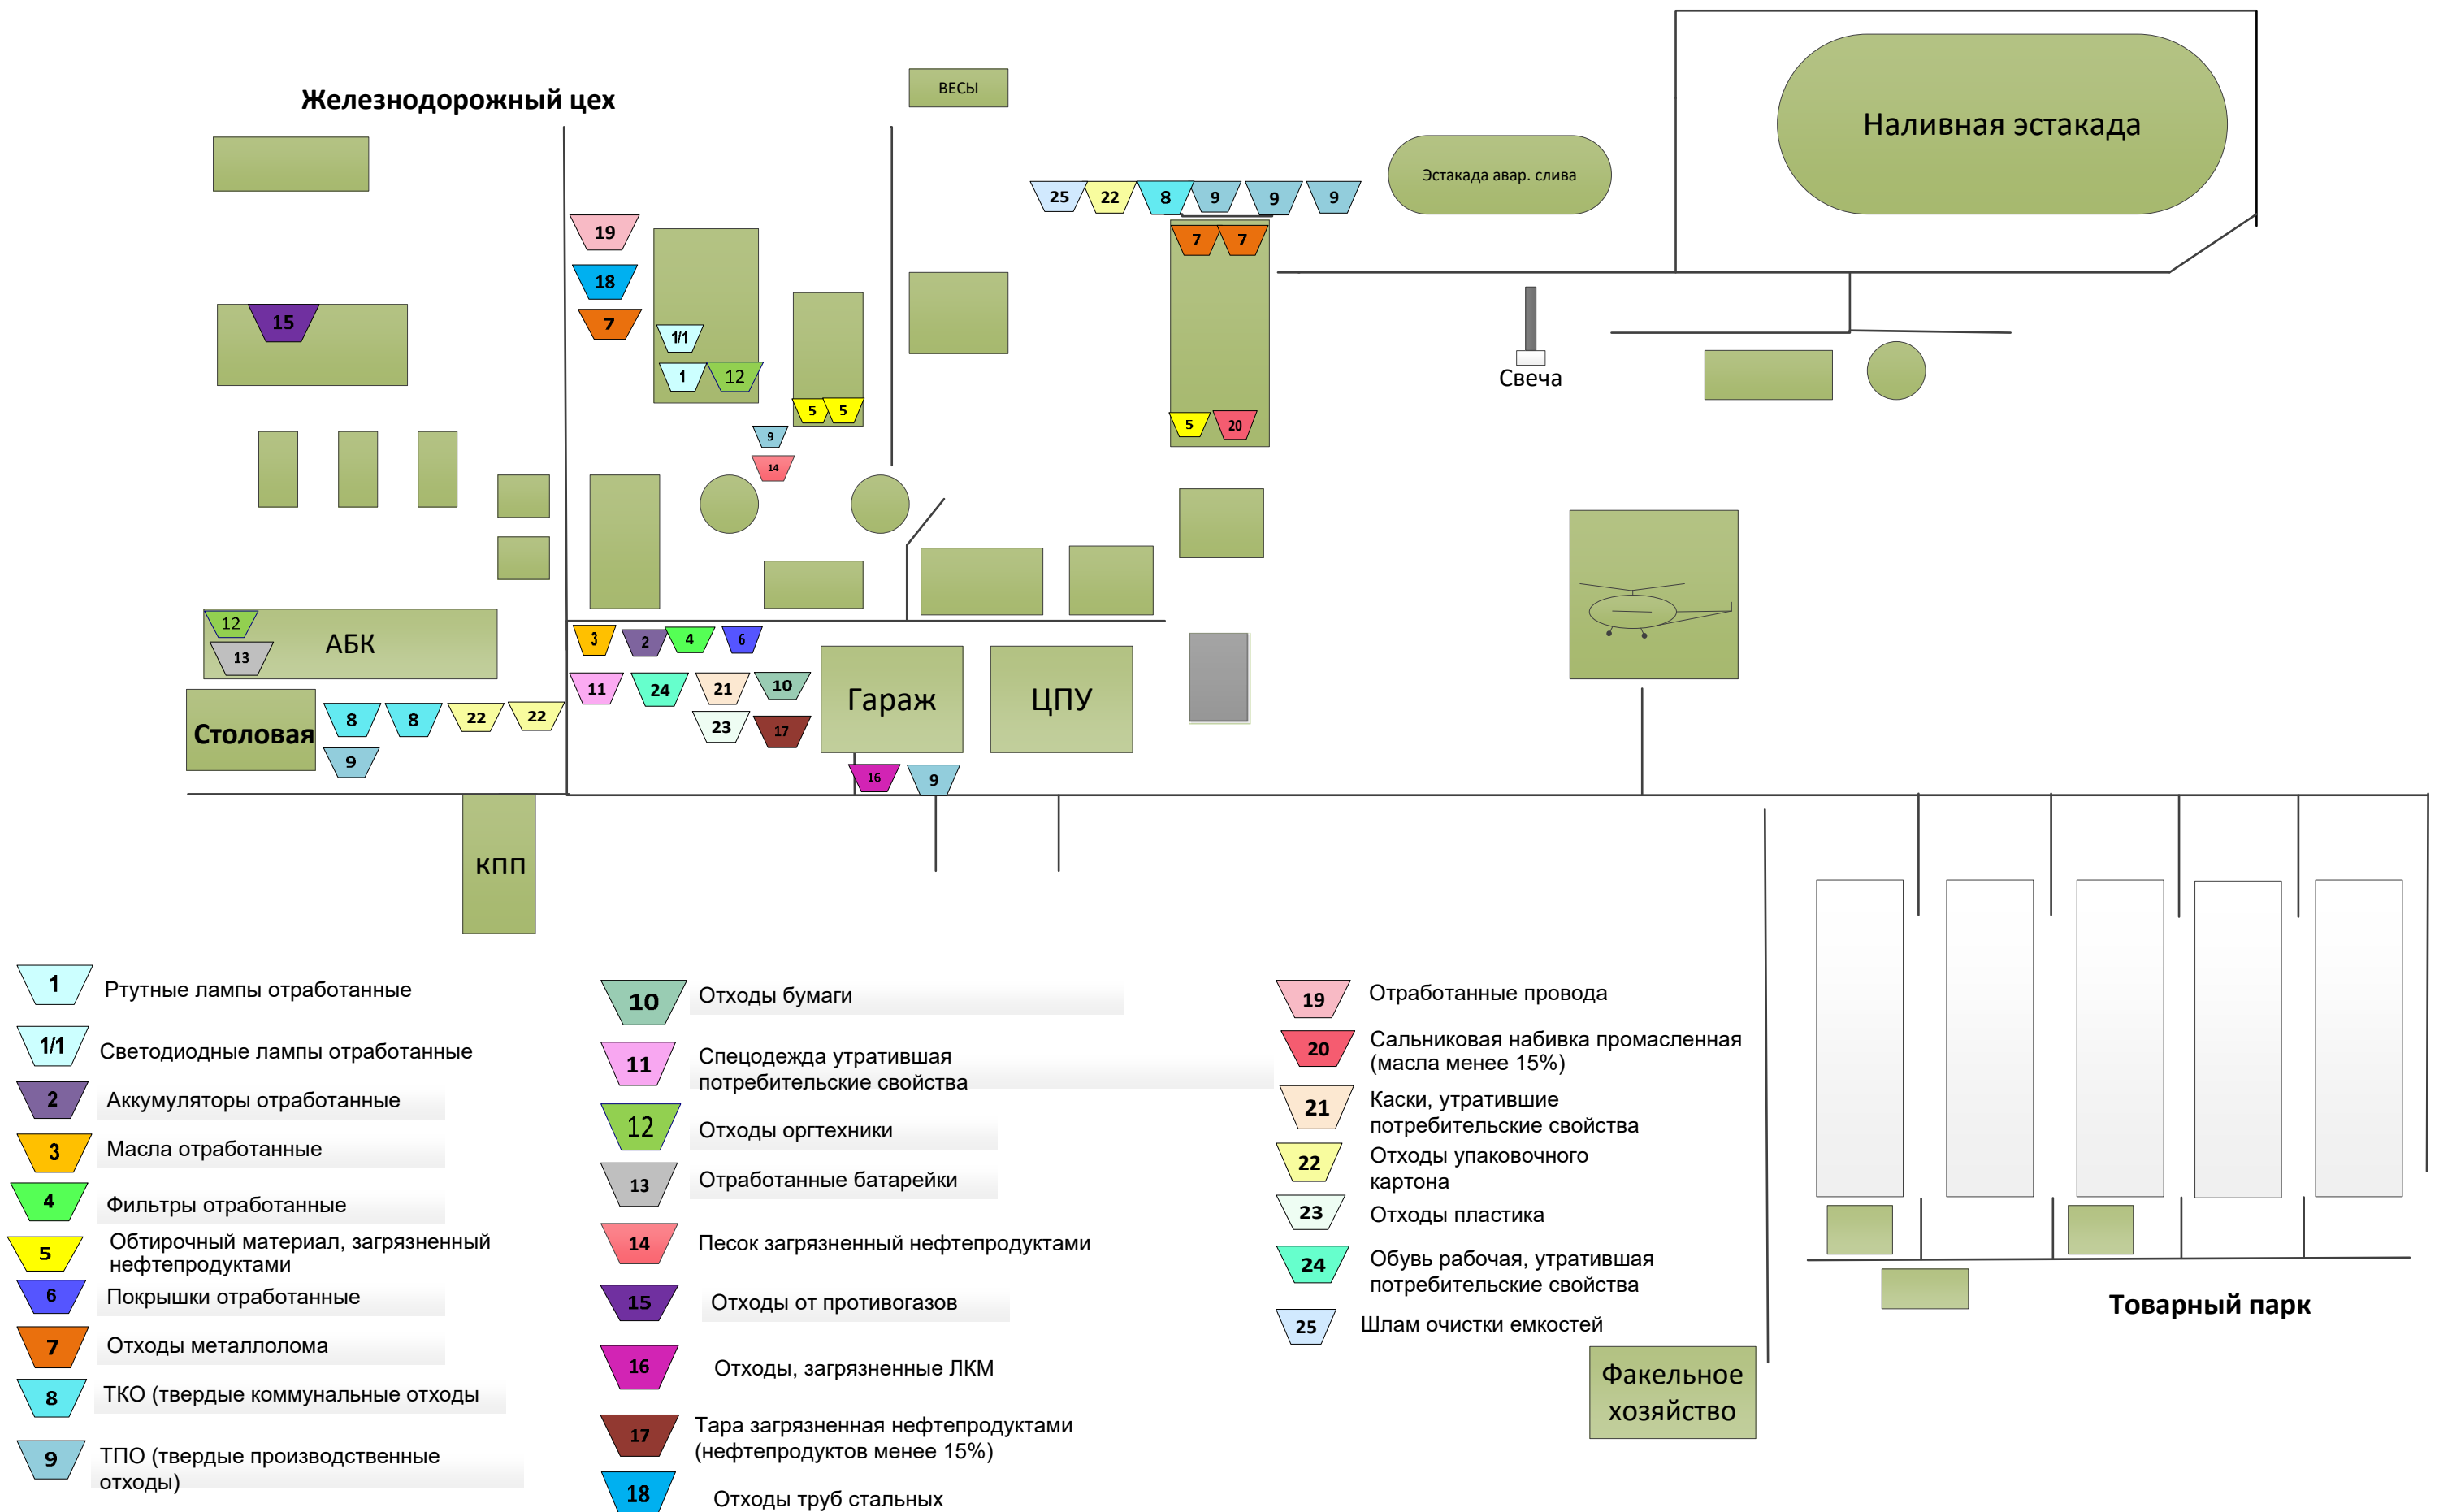 ВЕСЫ
Железнодорожный цех
Наливная эстакада
Эстакада авар. слива
25 22 8 9 9 9
19
7 7
18
15
7
1/1
1 12
Свеча
5 5
5 20
9
14
12
АБК
13
3 2 4 6
11 24 21 10
Гараж
ЦПУ
Столовая
8 8 22 22
23 17
9
16 9
КПП
1 Ртутные лампы отработанные
1/1 Светодиодные лампы отработанные
2 Аккумуляторы отработанные
3 Масла отработанные
4 Фильтры отработанные
5 Обтирочный материал, загрязненный
нефтепродуктами
6 Покрышки отработанные
7 Отходы металлолома
8 ТКО (твердые коммунальные отходы
9 ТПО (твердые производственные
отходы)
10 Отходы бумаги
11 Спецодежда утратившая
потребительские свойства
12 Отходы оргтехники
13 Отработанные батарейки
14 Песок загрязненный нефтепродуктами
15 Отходы от противогазов
16 Отходы, загрязненные ЛКМ
17 Тара загрязненная нефтепродуктами
(нефтепродуктов менее 15%)
18 Отходы труб стальных
19 Отработанные провода
20 Сальниковая набивка промасленная
(масла менее 15%)
21 Каски, утратившие
потребительские свойства
22 Отходы упаковочного
картона
23 Отходы пластика
24 Обувь рабочая, утратившая
потребительские свойства
25 Шлам очистки емкостей
Товарный парк
Факельное
хозяйство